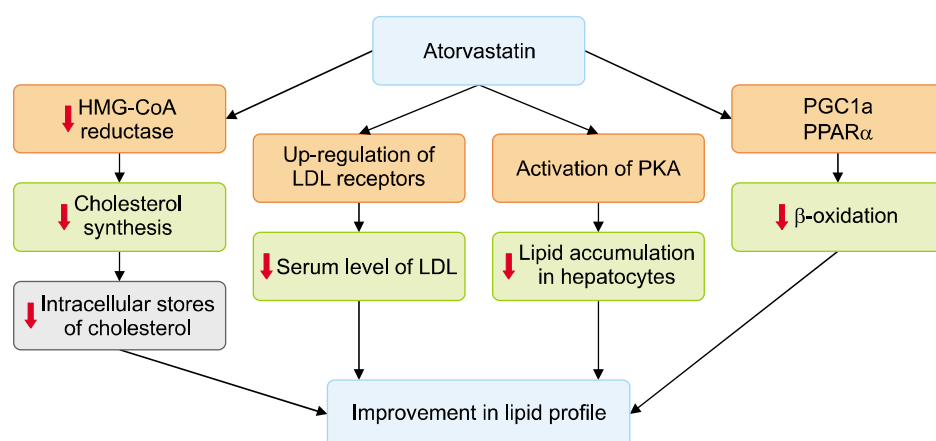 Atorvastatin
HMG-CoA
reductase
PGC1a
PPARα
Up-regulation of
LDL receptors
Activation of PKA
Cholesterol
synthesis
β-oxidation
Serum level of LDL
Lipid accumulation
in hepatocytes
Intracellular stores
of cholesterol
Improvement in lipid profile